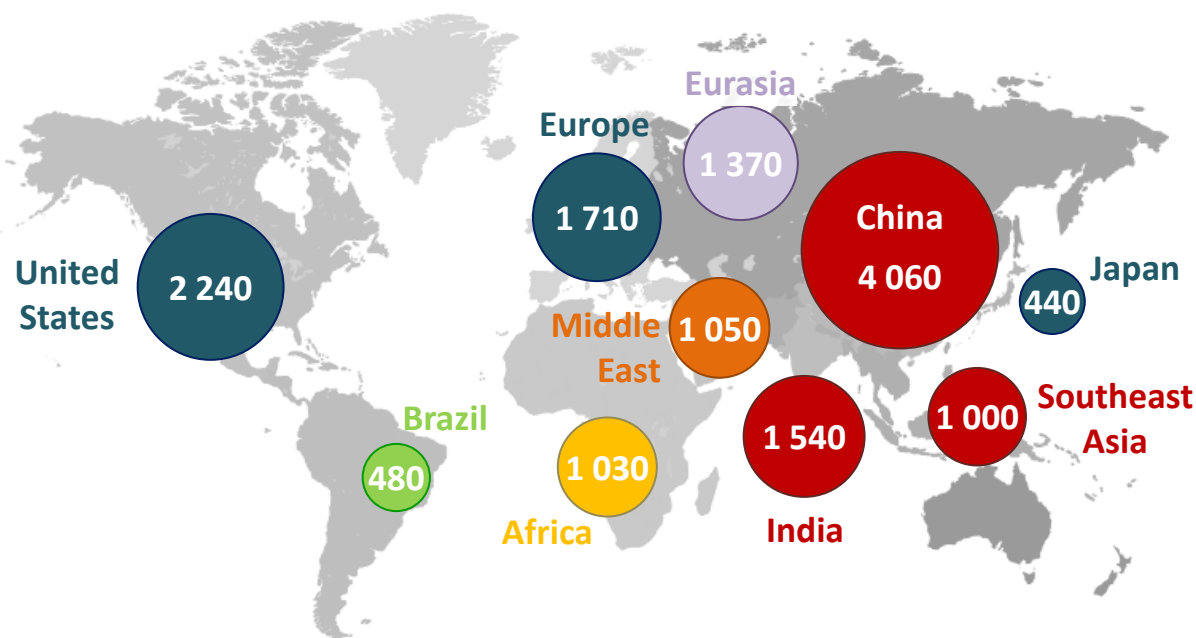 Eurasia
1 370
Europe
1 710
China
4 060
United
States
2 240
Japan
440
Middle
East
1 050
Brazil
480
Africa
1 030
India
1 540
Southeast
Asia
1 000